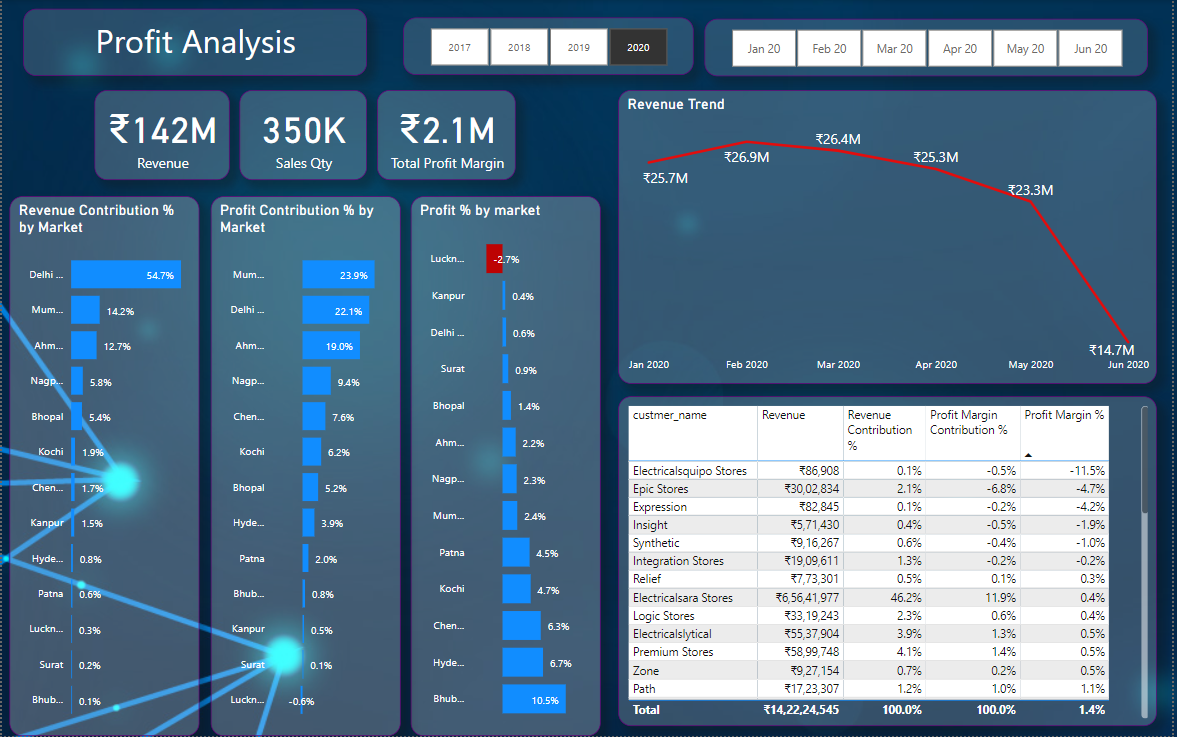 Profit Analysis
2017 2018 2019 2020
Jan 20 Feb 20 Mar 20 Apr 20 May 20 Jun 20
₹142M
Revenue
350K
Sales Qty
₹2.1M
Total Profit Margin
Revenue Contribution %
by Market
Delhi ... 54.7%
Mum... 14.2%
Ahm... 12.7%
Nagp... 5.8%
Bhopal 5.4%
Kochi 1.9%
Chen... 1.7%
Kanpur 1.5%
Hyde... 0.8%
Patna 0.6%
Luckn... 0.3%
Surat 0.2%
Bhub... 0.1%
Profit Contribution % by
Market
Mum... 23.9%
Delhi ... 22.1%
Ahm... 19.0%
Nagp... 9.4%
Chen... 7.6%
Kochi 6.2%
Bhopal 5.2%
Hyde... 3.9%
Patna 2.0%
Bhub... 0.8%
Kanpur 0.5%
Surat 0.1%
Luckn... -0.6%
Profit % by market
Luckn... -2.7%
Kanpur 0.4%
Delhi ... 0.6%
Surat 0.9%
Bhopal 1.4%
Ahm... 2.2%
Nagp... 2.3%
Mum... 2.4%
Patna 4.5%
Kochi 4.7%
Chen... 6.3%
Hyde... 6.7%
Bhub... 10.5%
Revenue Trend
₹25.7M ₹26.9M ₹26.4M ₹25.3M ₹23.3M ₹14.7M
Jan 2020 Feb 2020 Mar 2020 Apr 2020 May 2020 Jun 2020
custmer_name Revenue Revenue Contribution % Profit Margin Contribution % Profit Margin %
Electricalsquipo Stores ₹86,908 0.1% -0.5% -11.5%
Epic Stores ₹30,02,834 2.1% -6.8% -4.7%
Expression ₹82,845 0.1% -0.2% -4.2%
Insight ₹5,71,430 0.4% -0.5% -1.9%
Synthetic ₹9,16,267 0.6% -0.4% -1.0%
Integration Stores ₹19,09,611 1.3% -0.2% -0.2%
Relief ₹7,73,301 0.5% 0.1% 0.3%
Electricalsara Stores ₹6,56,41,977 46.2% 11.9% 0.4%
Logic Stores ₹33,19,243 2.3% 0.6% 0.4%
Electricalslytical ₹55,37,904 3.9% 1.3% 0.5%
Premium Stores ₹58,99,748 4.1% 1.4% 0.5%
Zone ₹9,27,154 0.7% 0.2% 0.5%
Path ₹17,23,307 1.2% 1.0% 1.1%
Total ₹14,22,24,545 100.0% 100.0% 1.4%